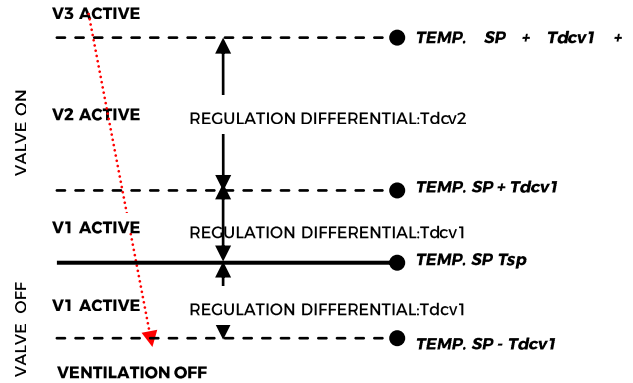 V3 ACTIVE
TEMP. SP + Tdcv1 +
VALVE ON
V2 ACTIVE
REGULATION DIFFERENTIAL:Tdcv2
TEMP. SP + Tdcv1
V1 ACTIVE
REGULATION DIFFERENTIAL:Tdcv1
TEMP. SP Tsp
VALVE OFF
V1 ACTIVE
REGULATION DIFFERENTIAL:Tdcv1
TEMP. SP - Tdcv1
VENTILATION OFF